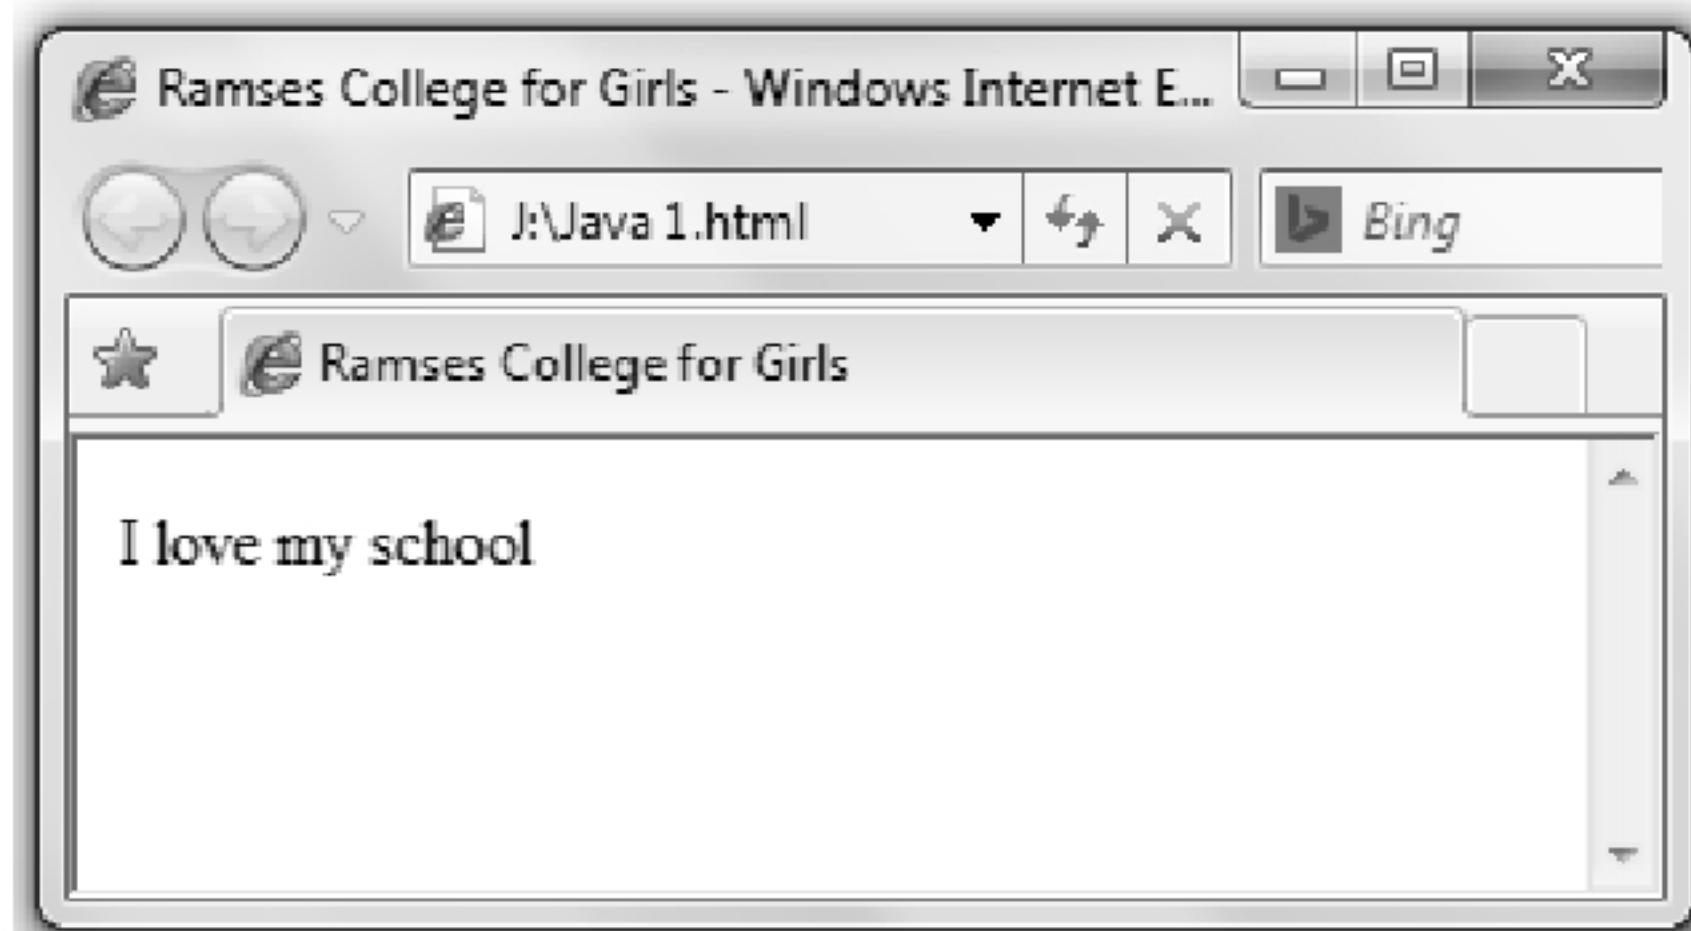 Ramses College for Girls - Windows Internet E...
J:\Java 1.html Bing
Ramses College for Girls
I love my school